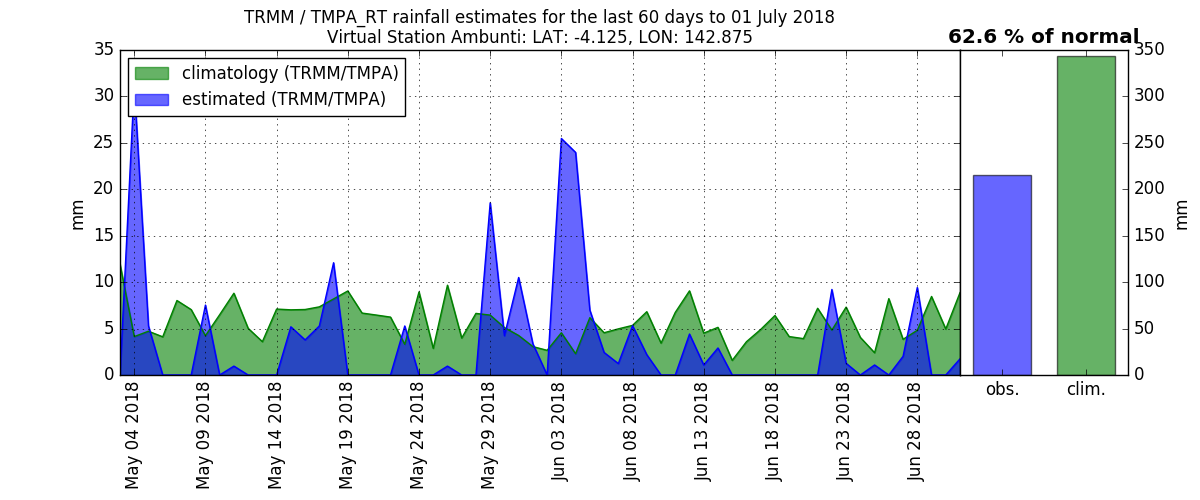 TRMM / TMPA_RT rainfall estimates for the last 60 days to 01 July 2018
Virtual Station Ambunti: LAT: -4.125, LON: 142.875
62.6 % of normal
climatology (TRMM/TMPA)
estimated (TRMM/TMPA)
35
30
25
20
15
10
5
0
mm
May 04 2018
May 09 2018
May 14 2018
May 19 2018
May 24 2018
May 29 2018
Jun 03 2018
Jun 08 2018
Jun 13 2018
Jun 18 2018
Jun 23 2018
Jun 28 2018
obs.
clim.
350
300
250
200
150
100
50
0
mm